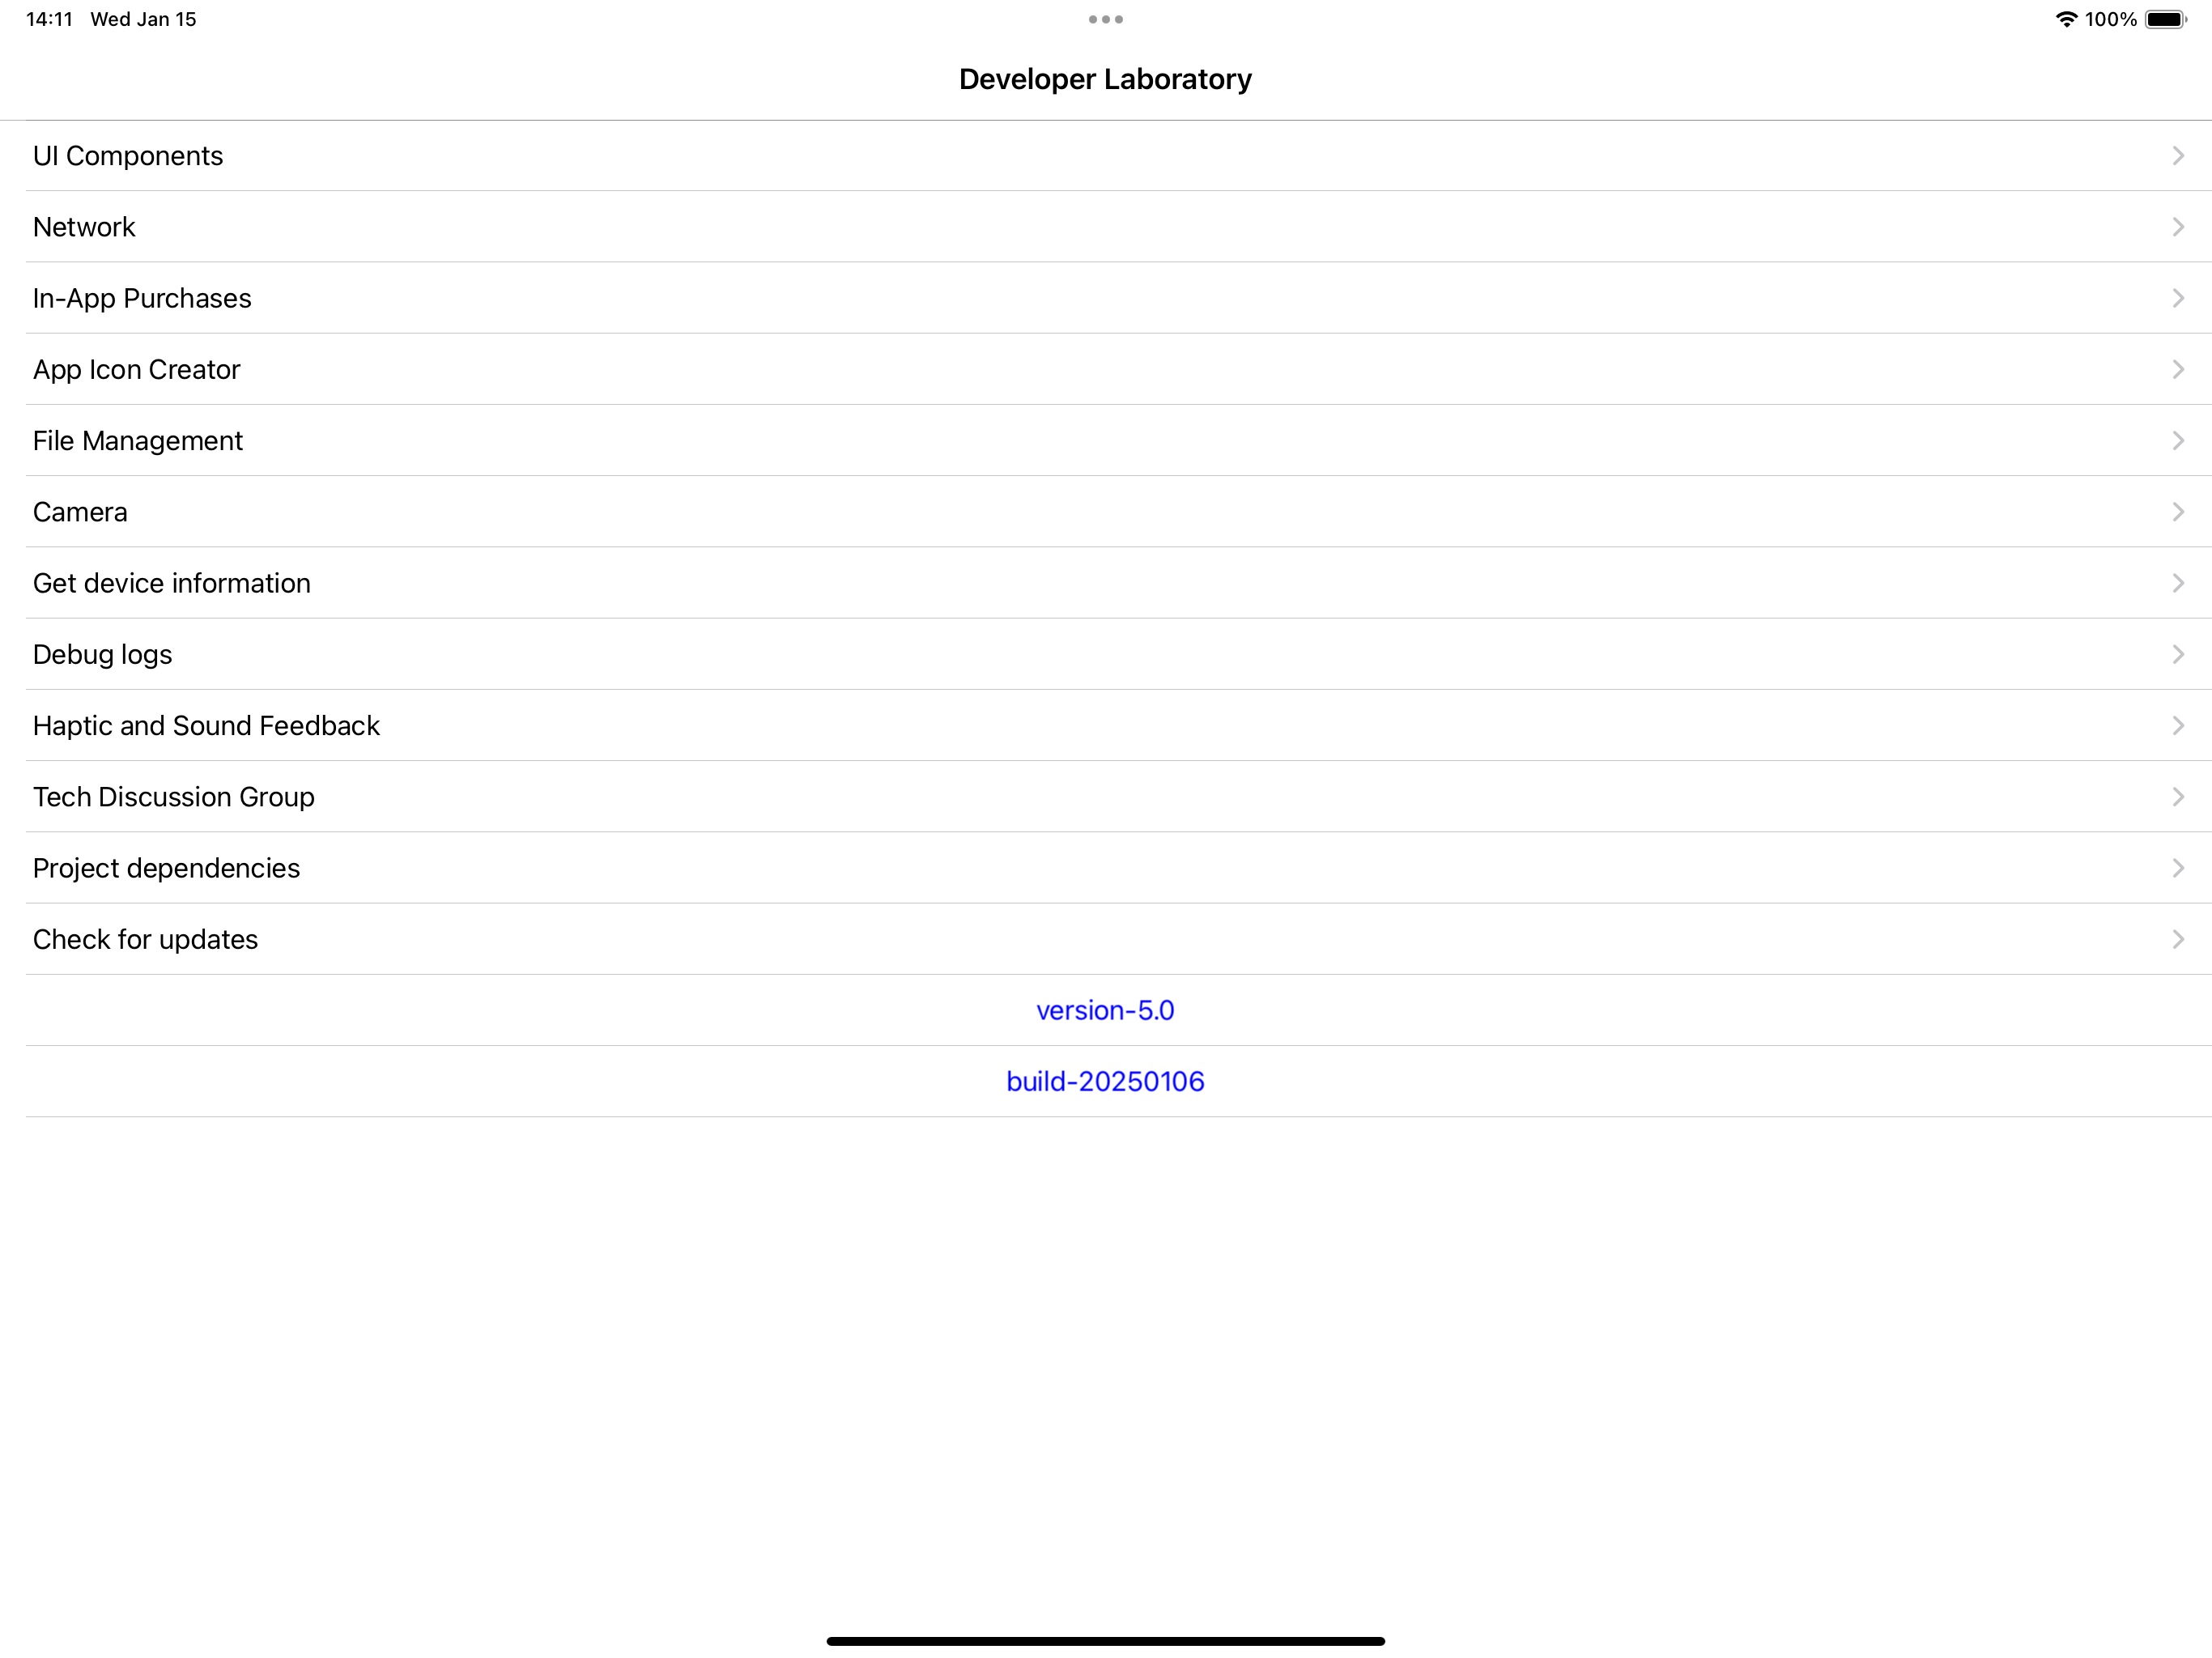 14:11 Wed Jan 15
100%
Developer Laboratory
UI Components
Network
In-App Purchases
App Icon Creator
File Management
Camera
Get device information
Debug logs
Haptic and Sound Feedback
Tech Discussion Group
Project dependencies
Check for updates
version-5.0
build-20250106